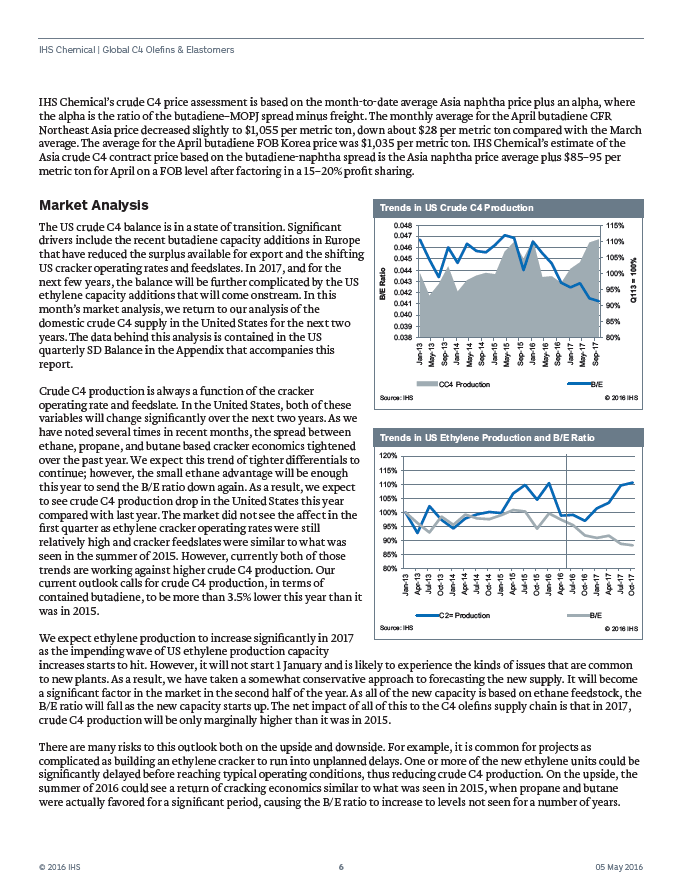 IHS Chemical | Global C4 Olefins & Elastomers
IHS Chemical's crude C4 price assessment is based on the month-to-date average Asia naphtha price plus an alpha, where
the alpha is the ratio of the butadiene–MOPJ spread minus freight. The monthly average for the April butadiene CFR
Northeast Asia price decreased slightly to $1,055 per metric ton, down about $28 per metric ton compared with the March
average. The average for the April butadiene FOB Korea price was $1,035 per metric ton. IHS Chemical's estimate of the
Asia crude C4 contract price based on the butadiene-naphtha spread is the Asia naphtha price average plus $85–95 per
metric ton for April on a FOB level after factoring in a 15–20% profit sharing.
Market Analysis
The US crude C4 balance is in a state of transition. Significant
drivers include the recent butadiene capacity additions in Europe
that have reduced the surplus available for export and the shifting
US cracker operating rates and feedslates. In 2017, and for the
next few years, the balance will be further complicated by the US
ethylene capacity additions that will come onstream. In this
month's market analysis, we return to our analysis of the
domestic crude C4 supply in the United States for the next two
years. The data behind this analysis is contained in the US
quarterly SD Balance in the Appendix that accompanies this
report.
Crude C4 production is always a function of the cracker
operating rate and feedslate. In the United States, both of these
variables will change significantly over the next two years. As we
have noted several times in recent months, the spread between
ethane, propane, and butane based cracker economics tightened
over the past year. We expect this trend of tighter differentials to
continue; however, the small ethane advantage will be enough
this year to send the B/E ratio down again. As a result, we expect
to see crude C4 production drop in the United States this year
compared with last year. The market did not see the affect in the
first quarter as ethylene cracker operating rates were still
relatively high and cracker feedslates were similar to what was
seen in the summer of 2015. However, currently both of those
trends are working against higher crude C4 production. Our
current outlook calls for crude C4 production, in terms of
contained butadiene, to be more than 3.5% lower this year than it
was in 2015.
We expect ethylene production to increase significantly in 2017
as the impending wave of US ethylene production capacity
increases starts to hit. However, it will not start 1 January and is likely to experience the kinds of issues that are common
to new plants. As a result, we have taken a somewhat conservative approach to forecasting the new supply. It will become
a significant factor in the market in the second half of the year. As all of the new capacity is based on ethane feedstock, the
B/E ratio will fall as the new capacity starts up. The net impact of all of this to the C4 olefins supply chain is that in 2017,
crude C4 production will be only marginally higher than it was in 2015.
There are many risks to this outlook both on the upside and downside. For example, it is common for projects as
complicated as building an ethylene cracker to run into unplanned delays. One or more of the new ethylene units could be
significantly delayed before reaching typical operating conditions, thus reducing crude C4 production. On the upside, the
summer of 2016 could see a return of cracking economics similar to what was seen in 2015, when propane and butane
were actually favored for a significant period, causing the B/E ratio to increase to levels not seen for a number of years.
Trends in US Crude C4 Production
0.048
0.047
0.046
0.045
0.044
0.043
0.042
0.041
0.040
0.039
0.038
B/E Ratio
115%
110%
105%
100%
95%
90%
85%
80%
Q113 = 100%
Jan-13 May-13 Sep-13 Jan-14 May-14 Sep-14 Jan-15 May-15 Sep-15 Jan-16 May-16 Sep-16 Jan-17 May-17 Sep-17
CC4 Production B/E
Source: IHS © 2016 IHS
Trends in US Ethylene Production and B/E Ratio
120%
115%
110%
105%
100%
95%
90%
85%
80%
Jan-13 Apr-13 Jul-13 Oct-13 Jan-14 Apr-14 Jul-14 Oct-14 Jan-15 Apr-15 Jul-15 Oct-15 Jan-16 Apr-16 Jul-16 Oct-16 Jan-17 Apr-17 Jul-17 Oct-17
C2= Production B/E
Source: IHS © 2016 IHS
© 2016 IHS 6 05 May 2016